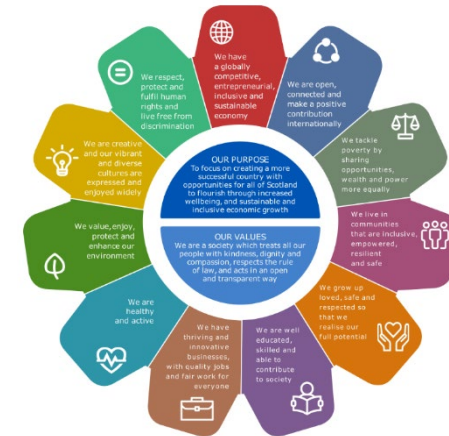 We have
a globally
competitive,
entrepreneurial,
inclusive and
sustainable
economy
We are open,
connected and
make a positive
contribution
internationally
We tackle
poverty by
sharing
opportunities,
wealth and power
more equally
We live in
communities
that are inclusive,
empowered,
resilient
and safe
We grow up
loved, safe and
respected so
that we
realise our
full potential
We are well
educated,
skilled and
able to
contribute
to society
We have
thriving and
innovative
businesses,
with quality jobs
and fair work for
everyone
We are
healthy
and active
We value, enjoy,
protect and
enhance our
environment
We are creative
and our vibrant
and diverse
cultures are
expressed and
enjoyed widely
We respect,
protect and
fulfil human
rights and
live free from
discrimination
OUR PURPOSE
To focus on creating a more
successful country with
opportunities for all of Scotland
to flourish through increased
wellbeing, and sustainable and
inclusive economic growth
OUR VALUES
We are a society which treats all our
people with kindness, dignity and
compassion, respects the rule
of law, and acts in an open
and transparent way